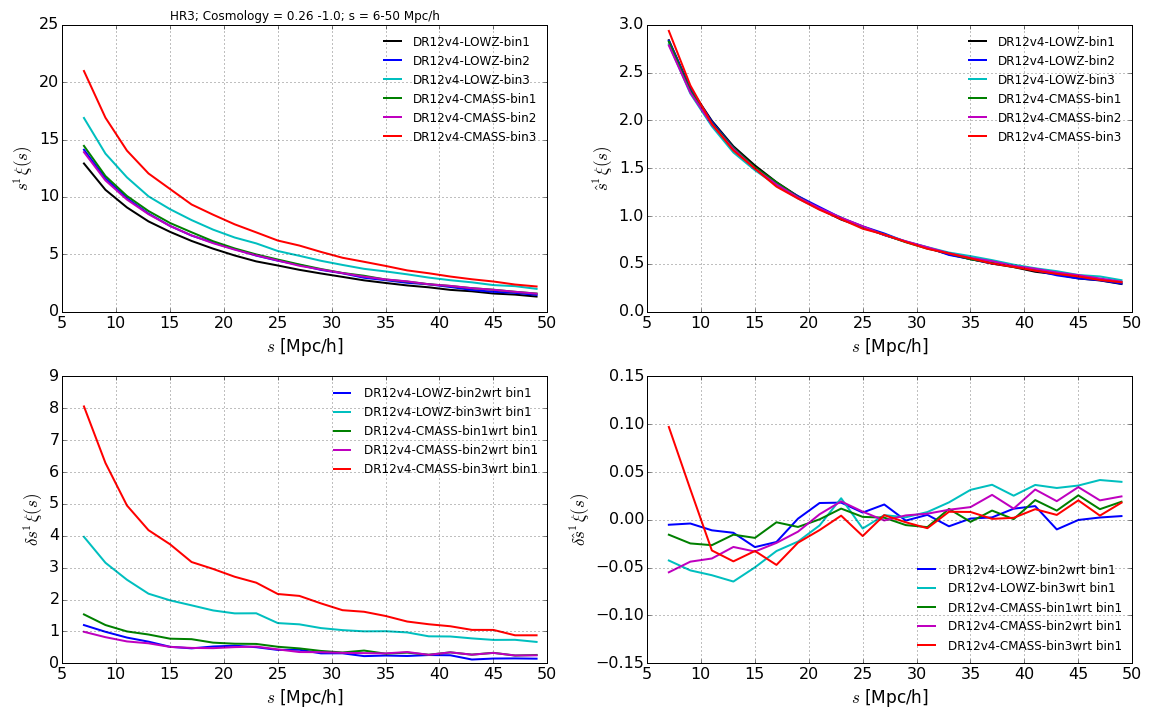 HR3; Cosmology = 0.26 -1.0; s = 6-50 Mpc/h
25
20
15
10
5
0
s¹ ξ(s)
DR12v4-LOWZ-bin1
DR12v4-LOWZ-bin2
DR12v4-LOWZ-bin3
DR12v4-CMASS-bin1
DR12v4-CMASS-bin2
DR12v4-CMASS-bin3
5 10 15 20 25 30 35 40 45 50
s [Mpc/h]
3.0
2.5
2.0
1.5
1.0
0.5
0.0
ŝ¹ ξ(s)
DR12v4-LOWZ-bin1
DR12v4-LOWZ-bin2
DR12v4-LOWZ-bin3
DR12v4-CMASS-bin1
DR12v4-CMASS-bin2
DR12v4-CMASS-bin3
5 10 15 20 25 30 35 40 45 50
s [Mpc/h]
9
8
7
6
5
4
3
2
1
0
δs¹ ξ(s)
DR12v4-LOWZ-bin2wrt bin1
DR12v4-LOWZ-bin3wrt bin1
DR12v4-CMASS-bin1wrt bin1
DR12v4-CMASS-bin2wrt bin1
DR12v4-CMASS-bin3wrt bin1
5 10 15 20 25 30 35 40 45 50
s [Mpc/h]
0.15
0.10
0.05
0.00
−0.05
−0.10
−0.15
δŝ¹ ξ(s)
DR12v4-LOWZ-bin2wrt bin1
DR12v4-LOWZ-bin3wrt bin1
DR12v4-CMASS-bin1wrt bin1
DR12v4-CMASS-bin2wrt bin1
DR12v4-CMASS-bin3wrt bin1
5 10 15 20 25 30 35 40 45 50
s [Mpc/h]